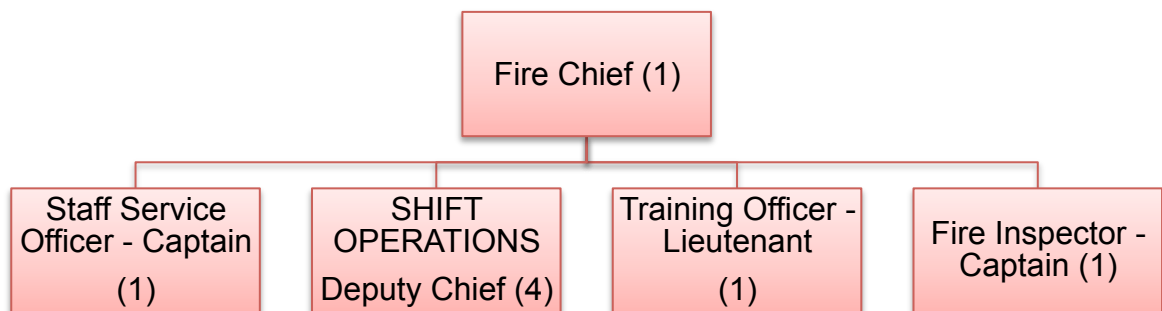 Fire Chief (1)
Staff Service
Officer - Captain
(1)
SHIFT
OPERATIONS
Deputy Chief (4)
Training Officer -
Lieutenant
(1)
Fire Inspector -
Captain (1)